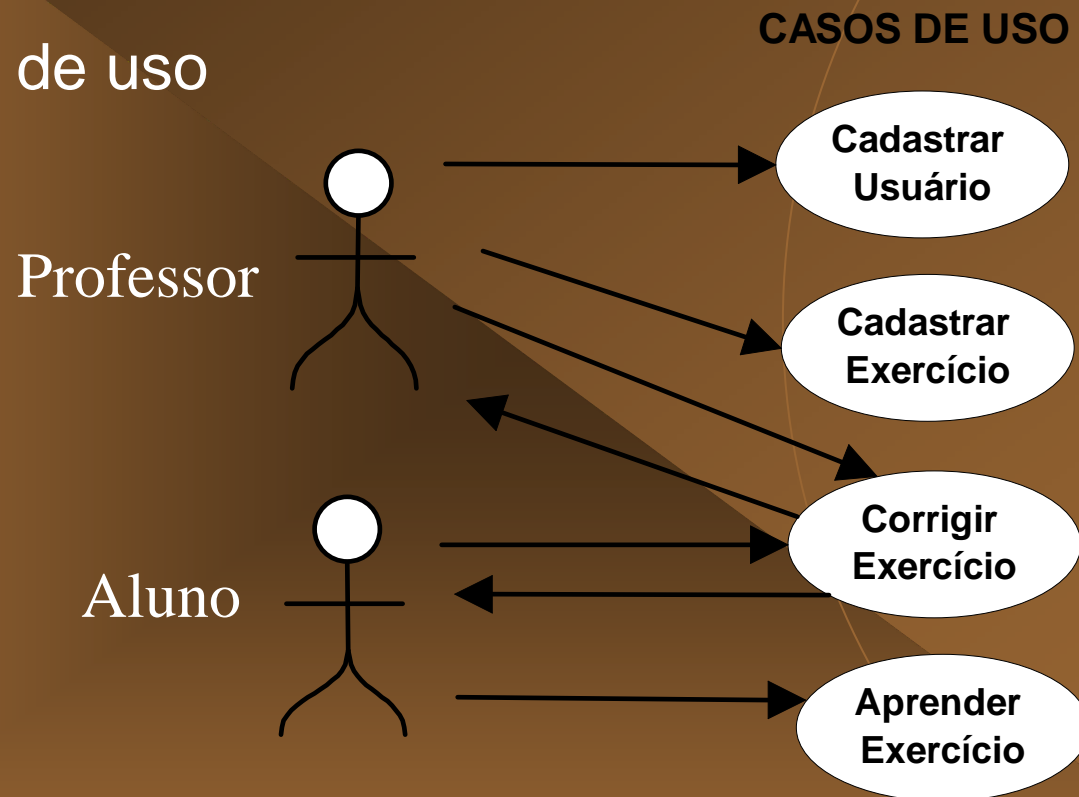 CASOS DE USO
de uso
Cadastrar
Usuário
Professor
Cadastrar
Exercício
Corrigir
Exercício
Aluno
Aprender
Exercício